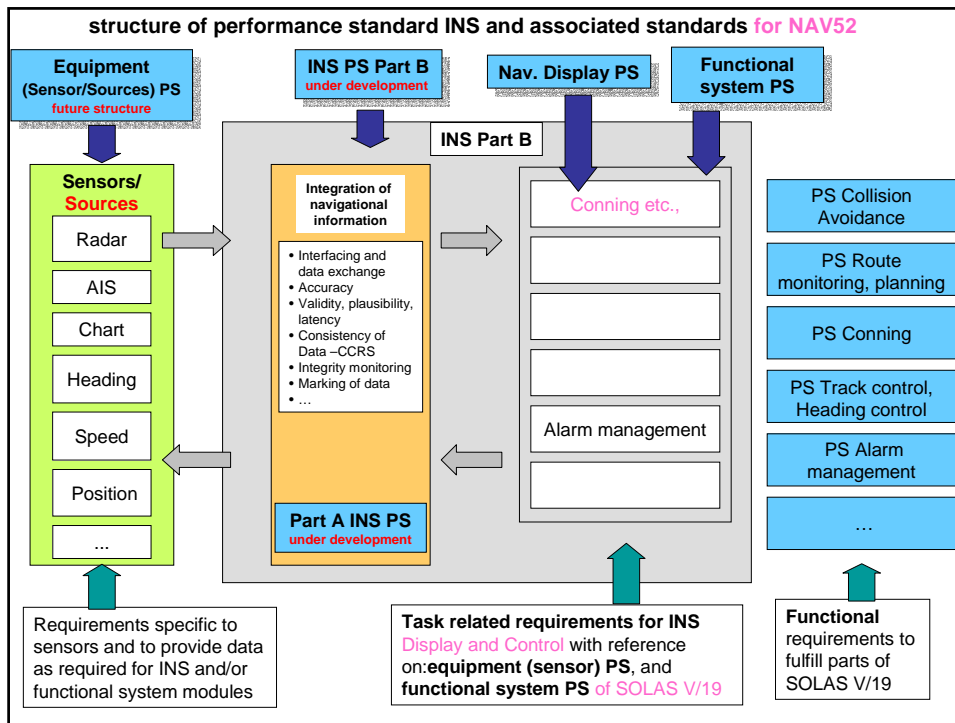 structure of performance standard INS and associated standards for NAV52
Equipment
(Sensor/Sources) PS
future structure
INS PS Part B
under development
Nav. Display PS
Functional
system PS
INS Part B
Sensors/
Sources
Radar
AIS
Chart
Heading
Speed
Position
...
Integration of
navigational
information
• Interfacing and
data exchange
• Accuracy
• Validity, plausibility,
latency
• Consistency of
Data –CCRS
• Integrity monitoring
• Marking of data
• …
Part A INS PS
under development
Conning etc.,
Alarm management
PS Collision
Avoidance
PS Route
monitoring, planning
PS Conning
PS Track control,
Heading control
PS Alarm
management
…
Requirements specific to
sensors and to provide data
as required for INS and/or
functional system modules
Task related requirements for INS
Display and Control with reference
on:equipment (sensor) PS, and
functional system PS of SOLAS V/19
Functional
requirements to
fulfill parts of
SOLAS V/19